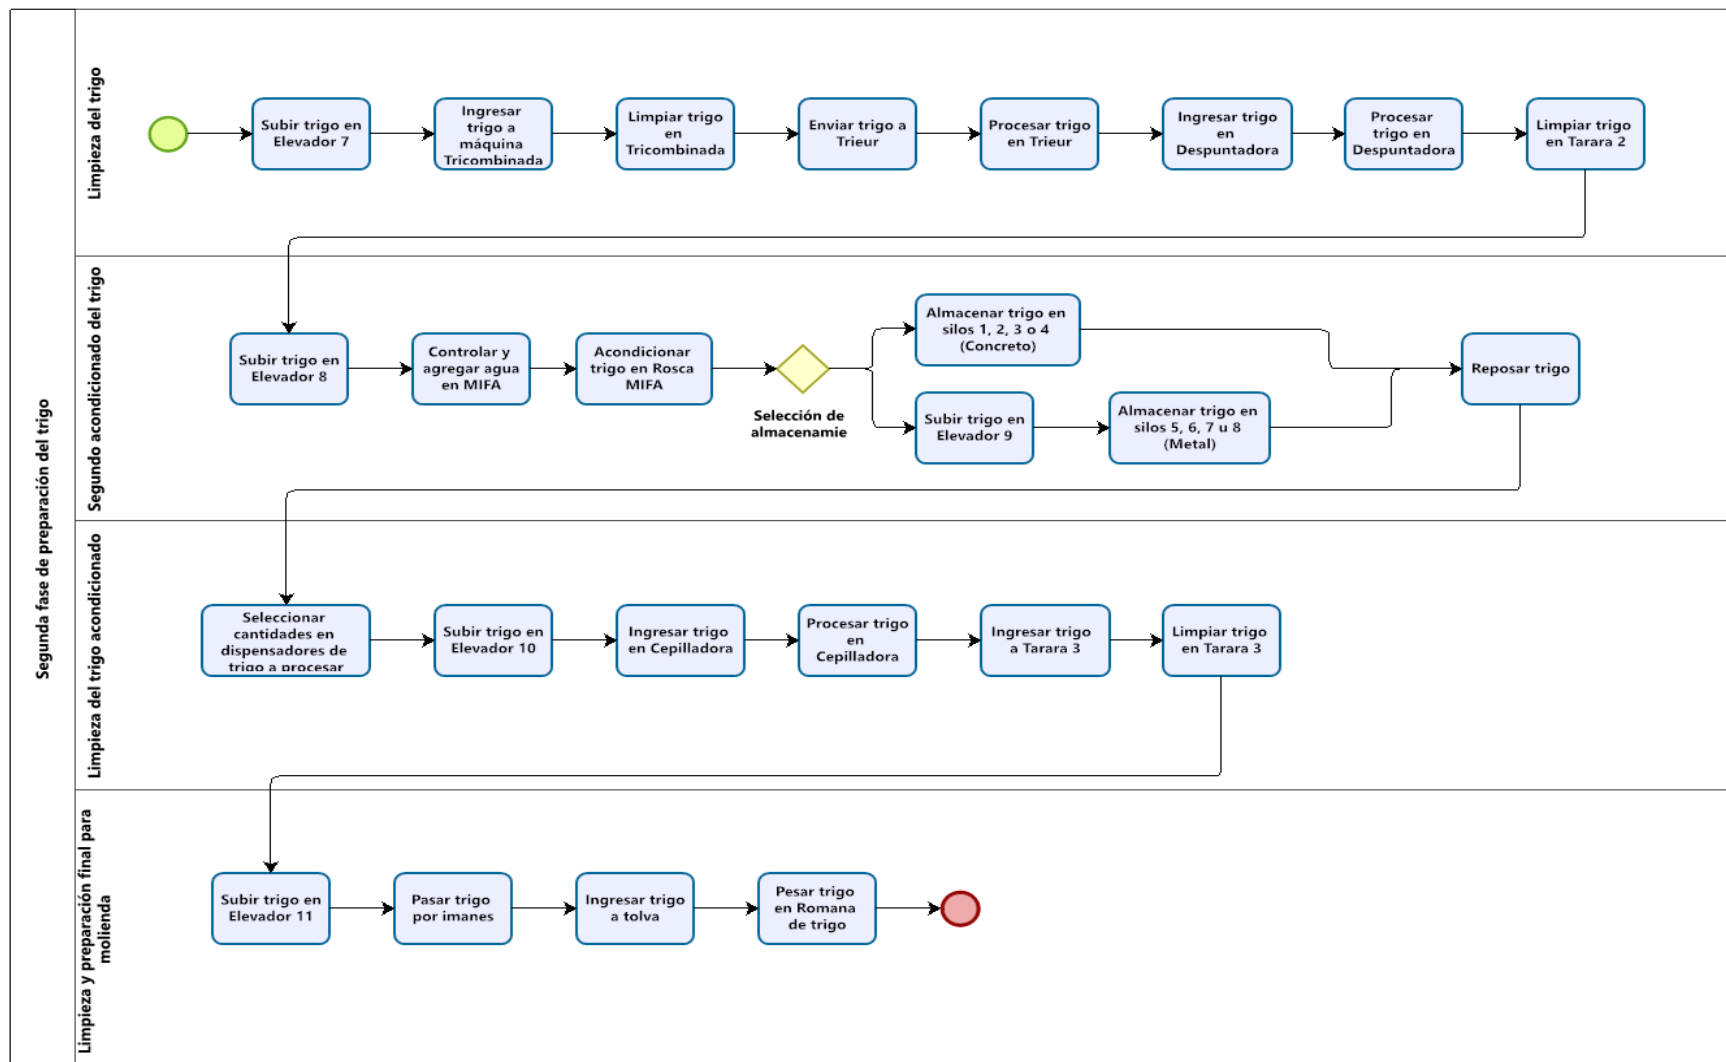 Segunda fase de preparación del trigo
Limpieza del trigo
Subir trigo en
Elevador 7
Ingresar
trigo a
máquina
Tricombinada
Limpiar trigo
en
Tricombinada
Enviar trigo a
Trieur
Procesar trigo
en Trieur
Ingresar trigo
en
Despuntadora
Procesar
trigo en
Despuntadora
Limpiar trigo
en Tarara 2
Segundo acondicionado del trigo
Subir trigo en
Elevador 8
Controlar y
agregar agua
en MIFA
Acondicionar
trigo en Rosca
MIFA
Selección de
almacenamie
Almacenar trigo en
silos 1, 2, 3 o 4
(Concreto)
Subir trigo en
Elevador 9
Almacenar trigo en
silos 5, 6, 7 u 8
(Metal)
Reposar trigo
Limpieza del trigo acondicionado
Seleccionar
cantidades en
dispensadores de
trigo a procesar
Subir trigo en
Elevador 10
Ingresar trigo
en Cepilladora
Procesar trigo
en
Cepilladora
Ingresar trigo
a Tarara 3
Limpiar trigo
en Tarara 3
Limpieza y preparación final para
molienda
Subir trigo en
Elevador 11
Pasar trigo
por imanes
Ingresar trigo
a tolva
Pesar trigo
en Romana
de trigo